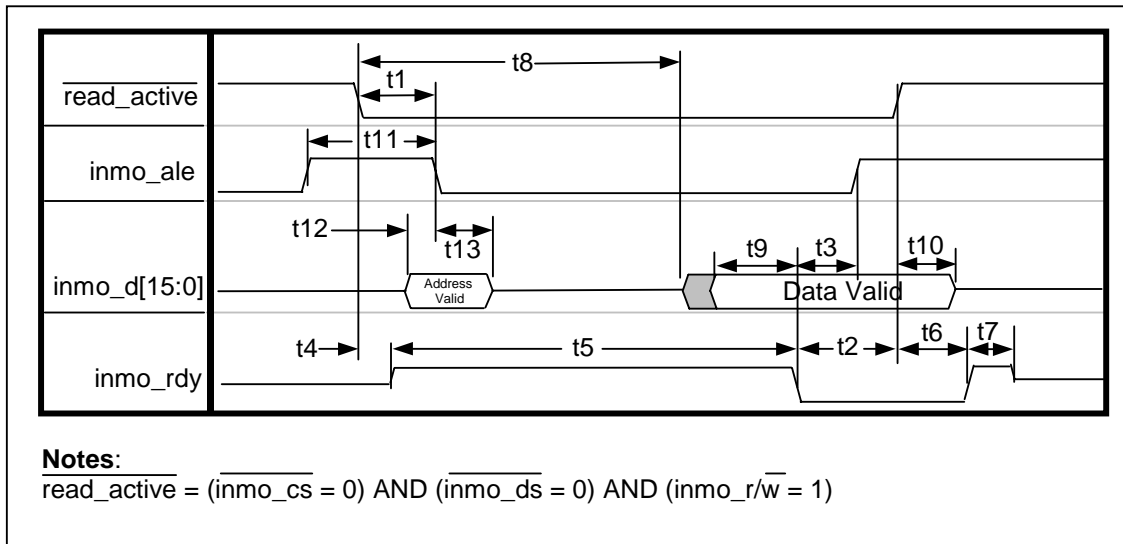 t8
read_active
t1
t11
inmo_ale
t12
t13
t9
t3
t10
inmo_d[15:0]
Address
Valid
Data Valid
t4
t5
t2
t6
t7
inmo_rdy
Notes:
read_active = (inmo_cs = 0) AND (inmo_ds = 0) AND (inmo_r/w = 1)